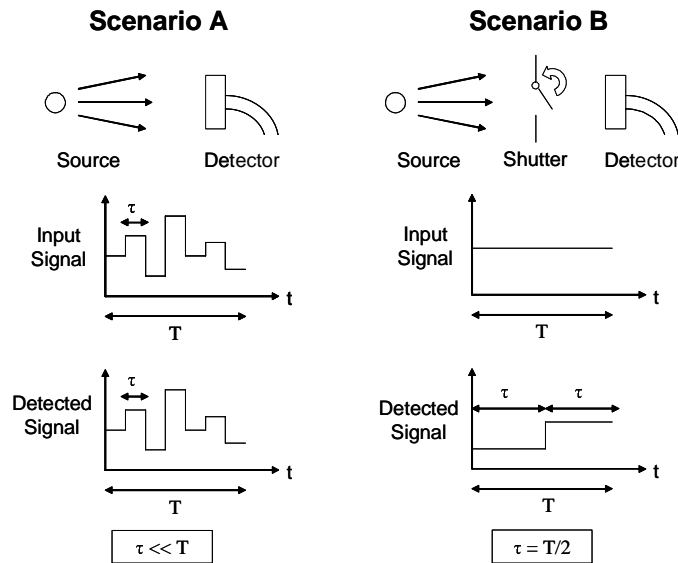 Scenario A
Source
Detector
Input
Signal
τ
t
T
Detected
Signal
τ
t
T
τ << T
Scenario B
Source
Shutter
Detector
Input
Signal
t
T
Detected
Signal
τ
τ
t
T
τ = T/2